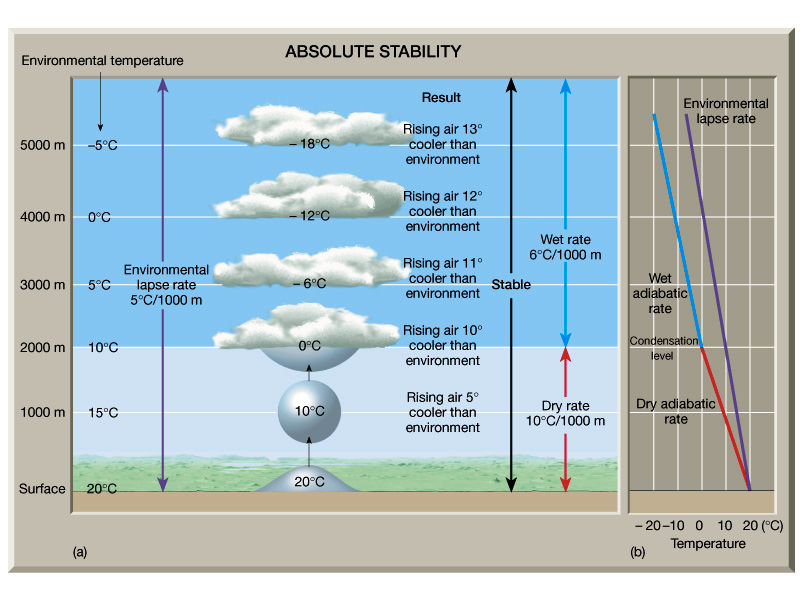 ABSOLUTE STABILITY
Environmental temperature
Result
5000 m
–5°C
– 18°C
Rising air 13°
cooler than
environment
4000 m
0°C
– 12°C
Rising air 12°
cooler than
environment
3000 m
5°C
Environmental
lapse rate
5°C/1000 m
– 6°C
Rising air 11°
cooler than
environment
Stable
Wet rate
6°C/1000 m
2000 m
10°C
0°C
Rising air 10°
cooler than
environment
1000 m
15°C
10°C
Rising air 5°
cooler than
environment
Dry rate
10°C/1000 m
Surface
20°C
20°C
(a)
Environmental
lapse rate
Wet
adiabatic
rate
Condensation
level
Dry adiabatic
rate
– 20 –10 0 10 20 (°C)
Temperature
(b)